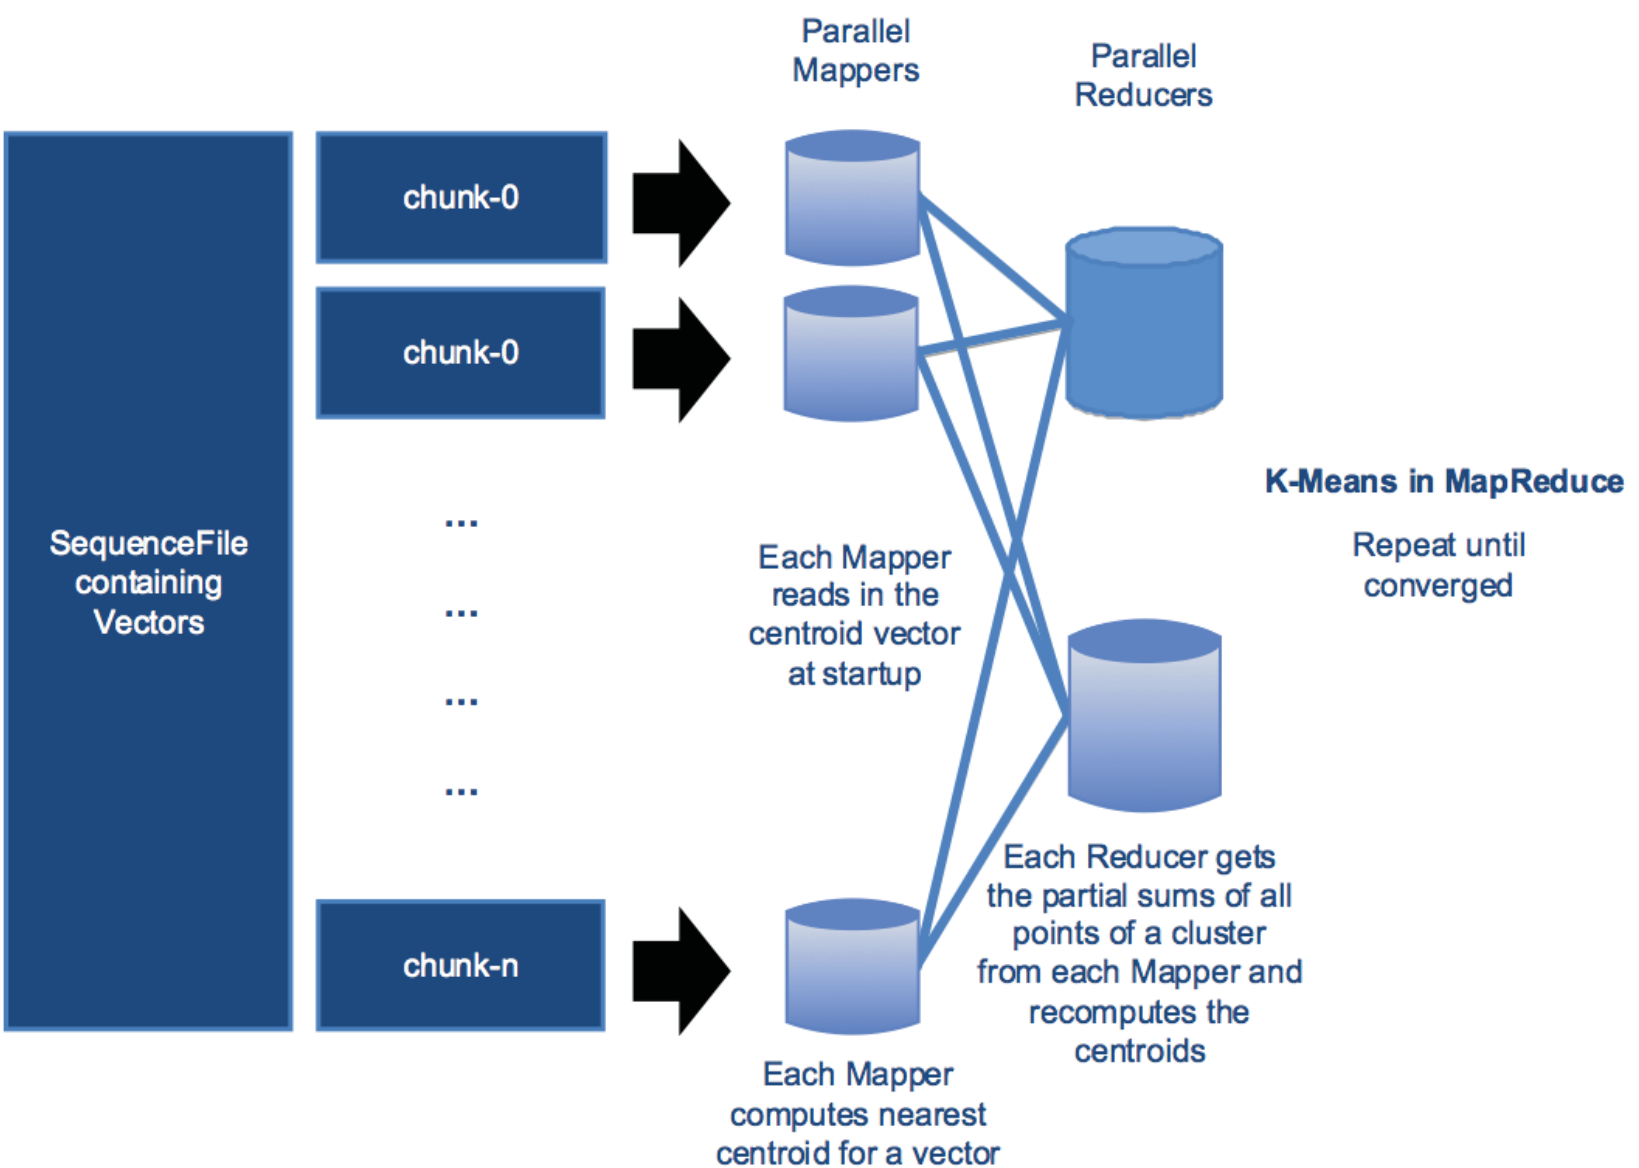 Parallel
Mappers
Parallel
Reducers
SequenceFile
containing
Vectors
chunk-0
chunk-0
...
...
...
...
chunk-n
Each Mapper
reads in the
centroid vector
at startup
K-Means in MapReduce
Repeat until
converged
Each Reducer gets
the partial sums of all
points of a cluster
from each Mapper and
recomputes the
centroids
Each Mapper
computes nearest
centroid for a vector